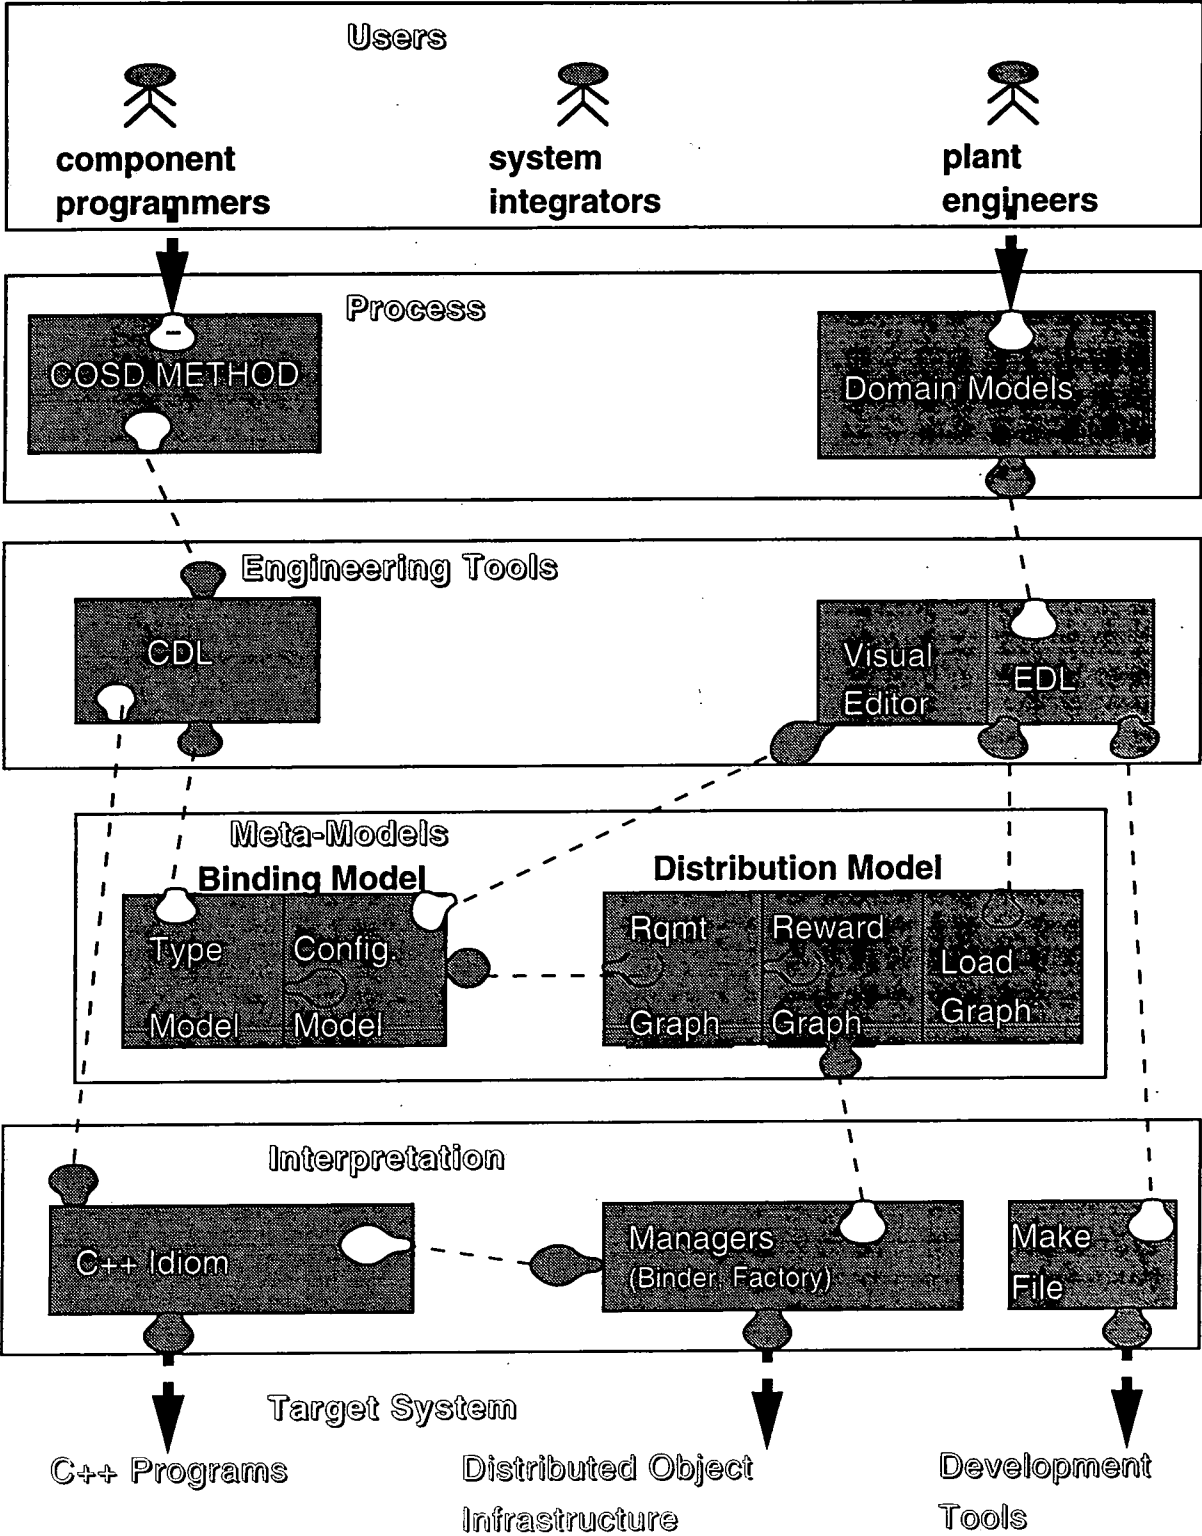 Users
component
programmers
system
integrators
plant
engineers
Process
COSD METHOD
Domain Models
Engineering Tools
CDL
Visual
Editor
EDL
Meta-Models
Binding Model
Distribution Model
Type
Model
Config.
Model
Rqmt
Graph
Reward
Graph
Load
Graph
Interpretation
C++ Idiom
Managers
(Binder, Factory)
Make
File
Target System
C++ Programs
Distributed Object
Infrastructure
Development
Tools